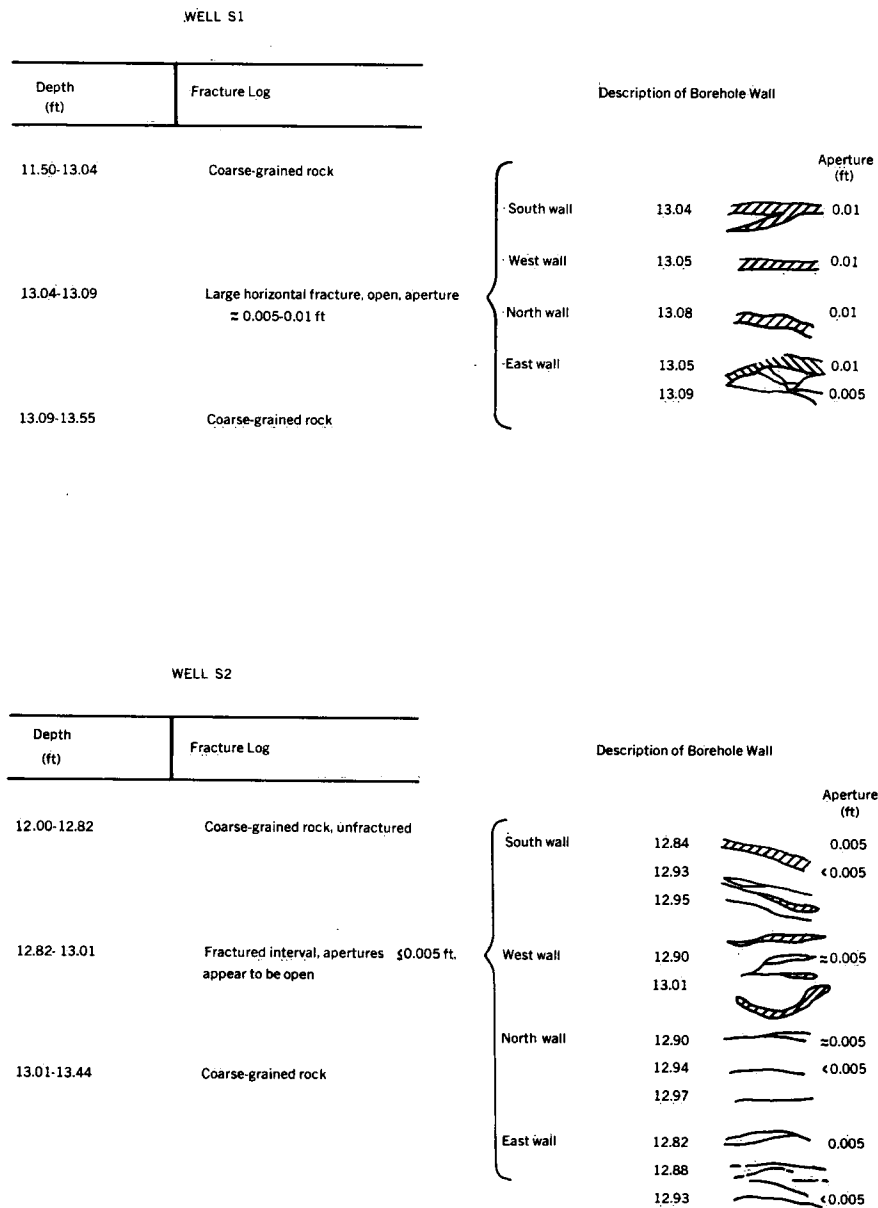 WELL S1
Depth
(ft)
Fracture Log
Description of Borehole Wall
Aperture
(ft)
11.50-13.04 Coarse-grained rock
South wall 13.04 0.01
West wall 13.05 0.01
13.04-13.09 Large horizontal fracture, open, aperture
≈ 0.005-0.01 ft
North wall 13.08 0.01
East wall 13.05 0.01
13.09 0.005
13.09-13.55 Coarse-grained rock
WELL S2
Depth
(ft)
Fracture Log
Description of Borehole Wall
Aperture
(ft)
12.00-12.82 Coarse-grained rock, unfractured
South wall 12.84 0.005
12.93 <0.005
12.95
12.82-13.01 Fractured interval, apertures ≤0.005 ft,
appear to be open
West wall 12.90 ≈0.005
13.01
North wall 12.90 ≈0.005
12.94 <0.005
12.97
13.01-13.44 Coarse-grained rock
East wall 12.82 0.005
12.88
12.93 <0.005